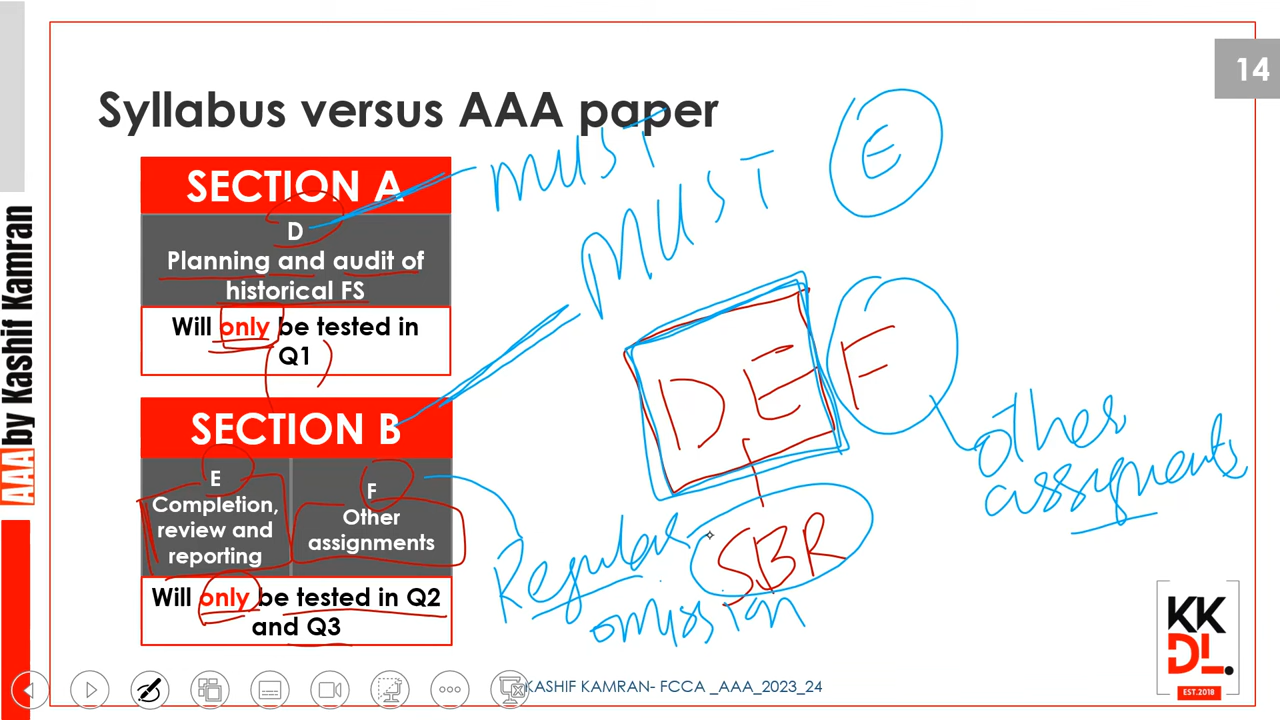 14
Syllabus versus AAA paper
SECTION A
D
Planning and audit of
historical FS
Will only be tested in
Q1
SECTION B
E
Completion,
review and
reporting
F
Other
assignments
Will only be tested in Q2
and Q3
MUST
MUST
E
DEF
SBR
Other
assignments
Regular
omission
AAA by Kashif Kamran
KK
DL.
EST.2018
KASHIF KAMRAN- FCCA _AAA_2023_24